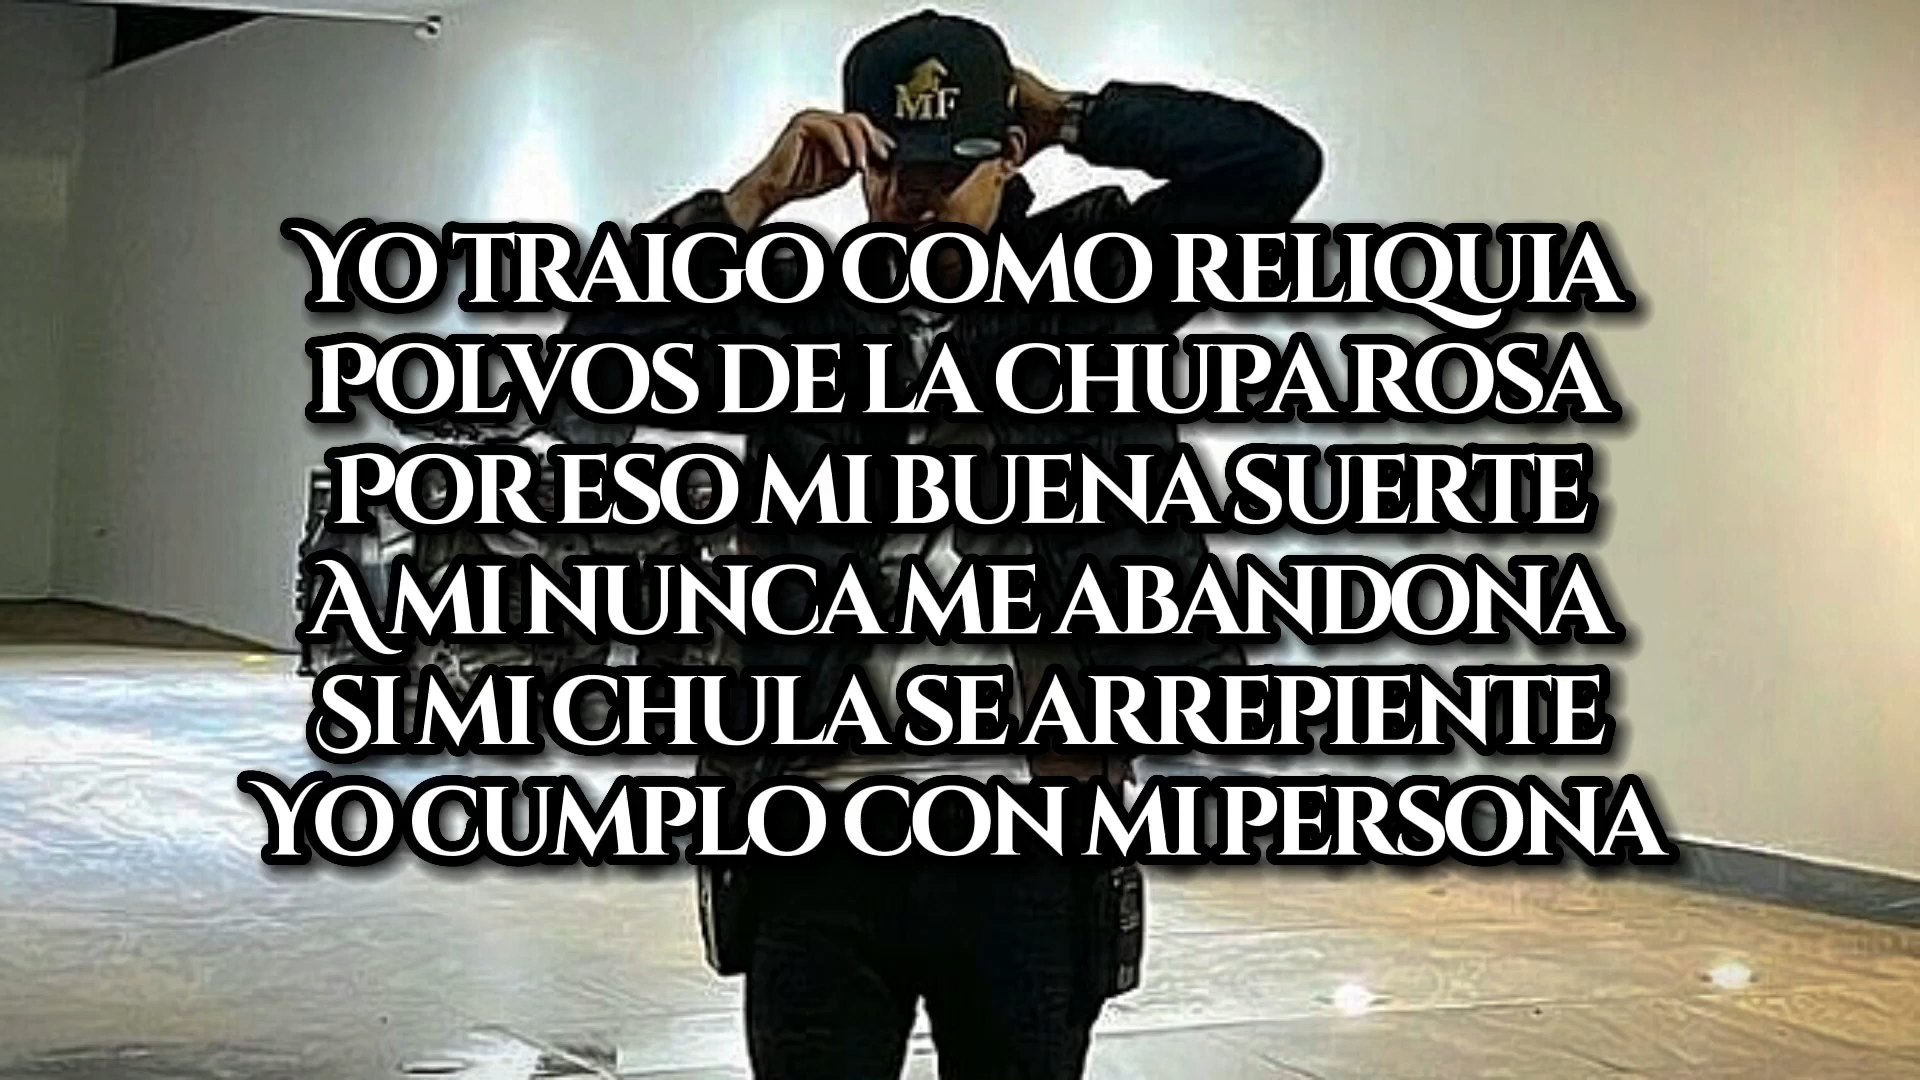 MF
Yo traigo como reliquia
Polvos de la chupa rosa
Por eso mi buena suerte
A mi nunca me abandona
Si mi chula se arrepiente
Yo cumplo con mi persona